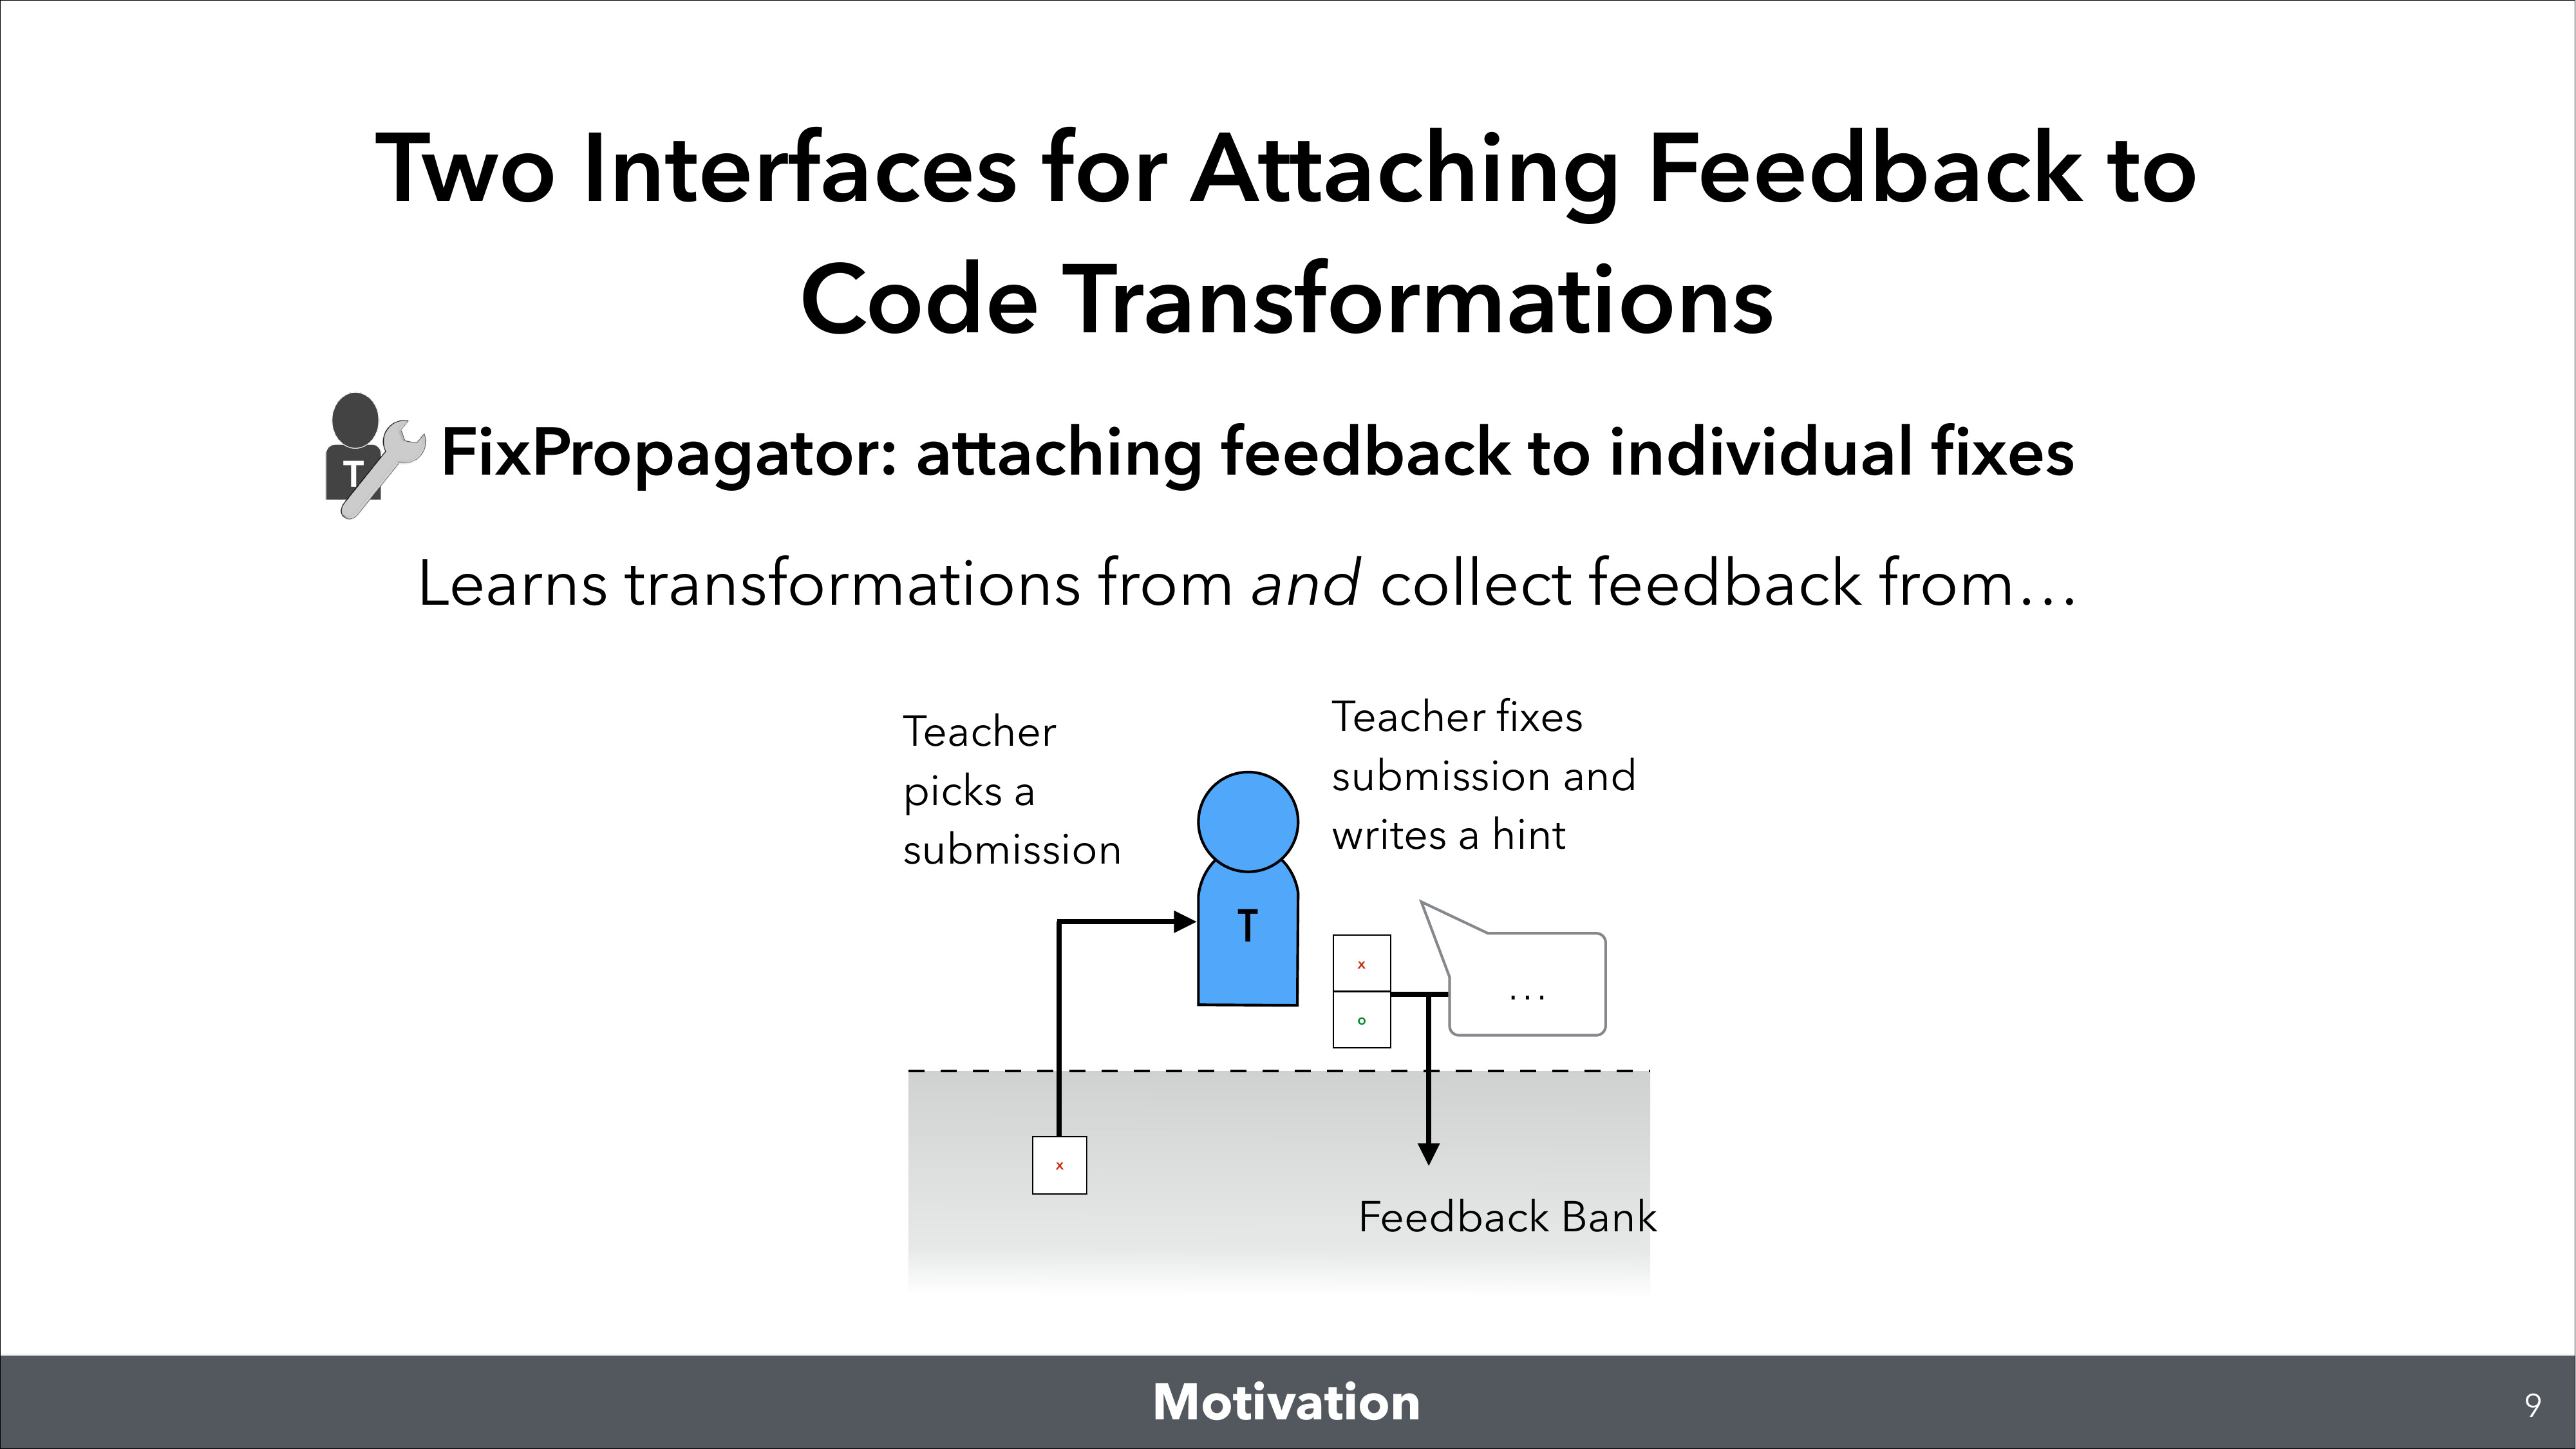 Two Interfaces for Attaching Feedback to
Code Transformations
T
FixPropagator: attaching feedback to individual fixes
Learns transformations from and collect feedback from…
Teacher
picks a
submission
Teacher fixes
submission and
writes a hint
T
x
o
...
x
Feedback Bank
Motivation
9